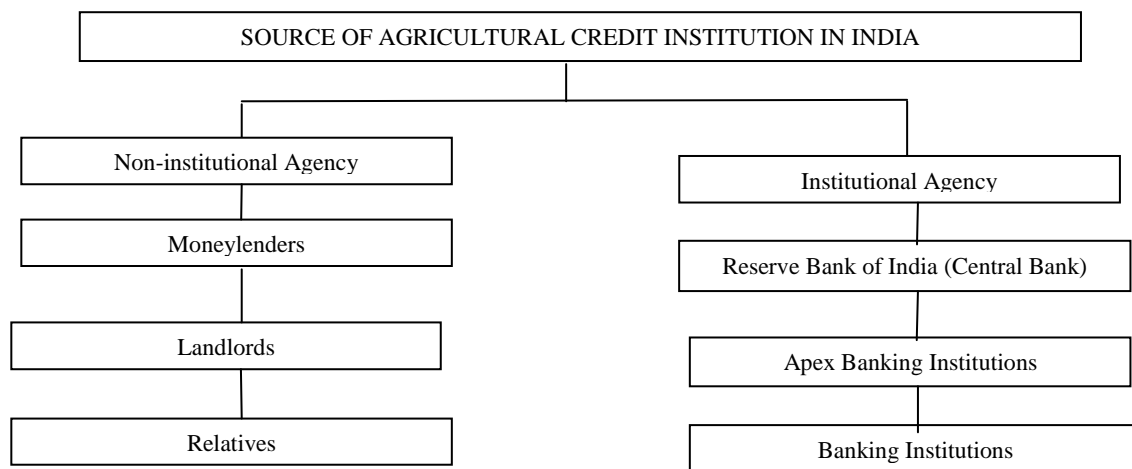 SOURCE OF AGRICULTURAL CREDIT INSTITUTION IN INDIA
Non-institutional Agency
Moneylenders
Landlords
Relatives
Institutional Agency
Reserve Bank of India (Central Bank)
Apex Banking Institutions
Banking Institutions